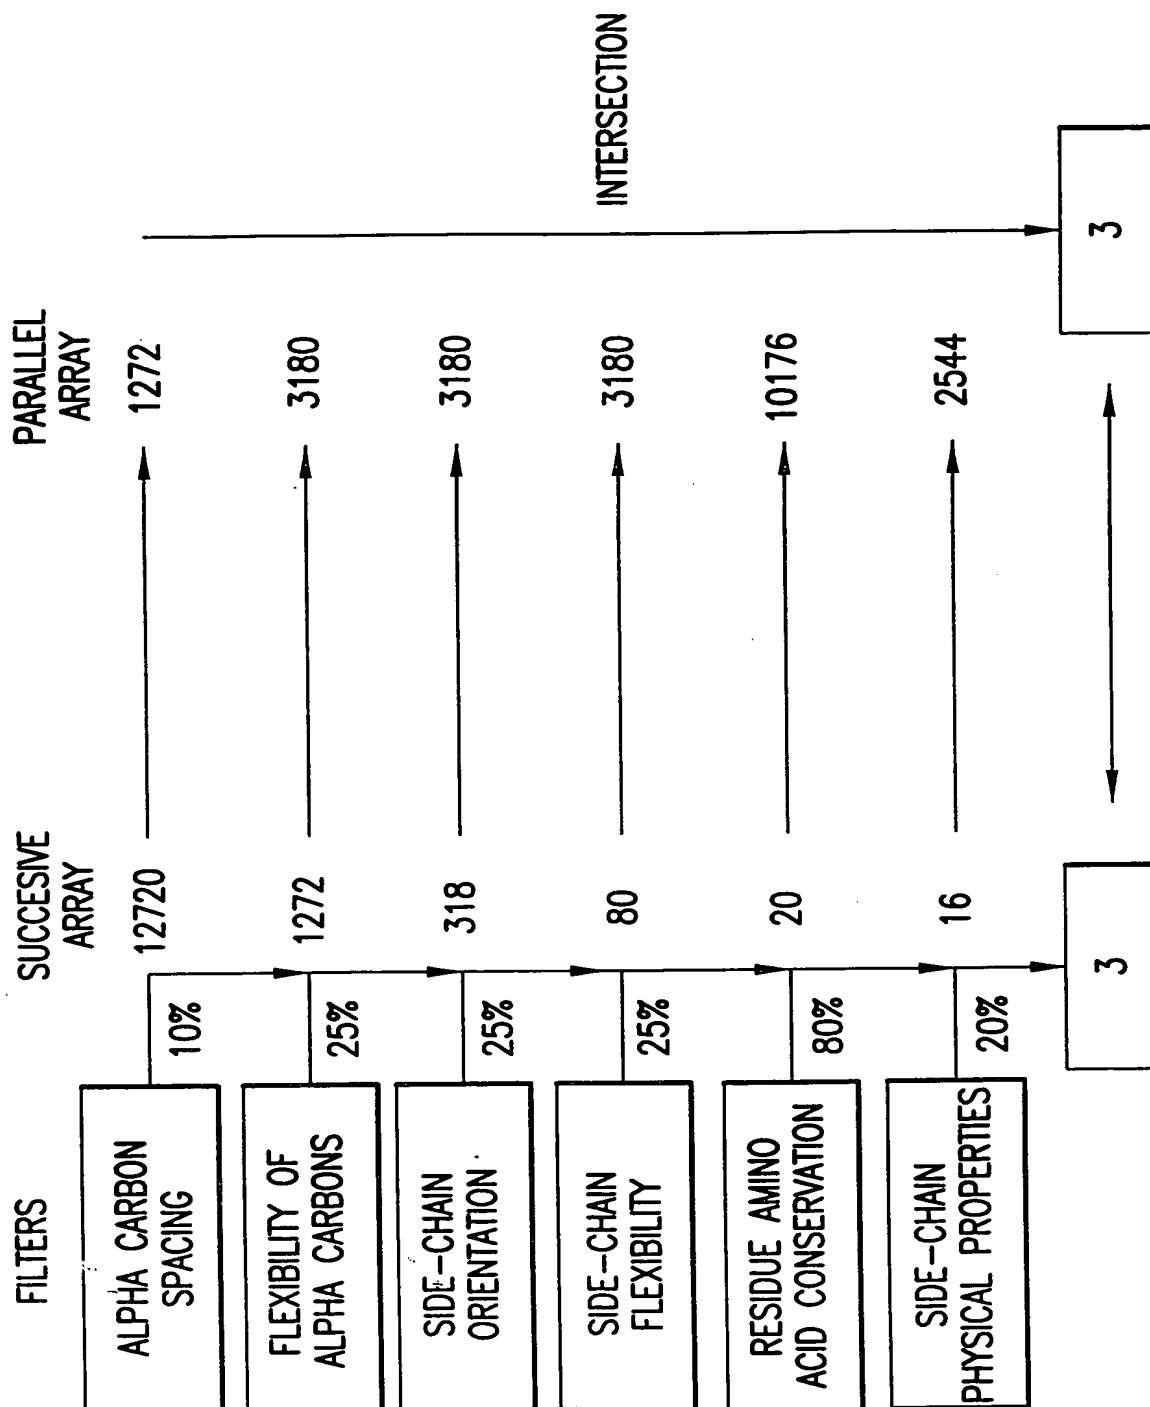 FILTERS
SUCCESIVE
ARRAY
PARALLEL
ARRAY
ALPHA CARBON
SPACING
10%
12720
1272
FLEXIBILITY OF
ALPHA CARBONS
25%
1272
3180
SIDE-CHAIN
ORIENTATION
25%
318
3180
INTERSECTION
SIDE-CHAIN
FLEXIBILITY
25%
80
3180
RESIDUE AMINO
ACID CONSERVATION
80%
20
10176
SIDE-CHAIN
PHYSICAL PROPERTIES
20%
16
2544
3
3